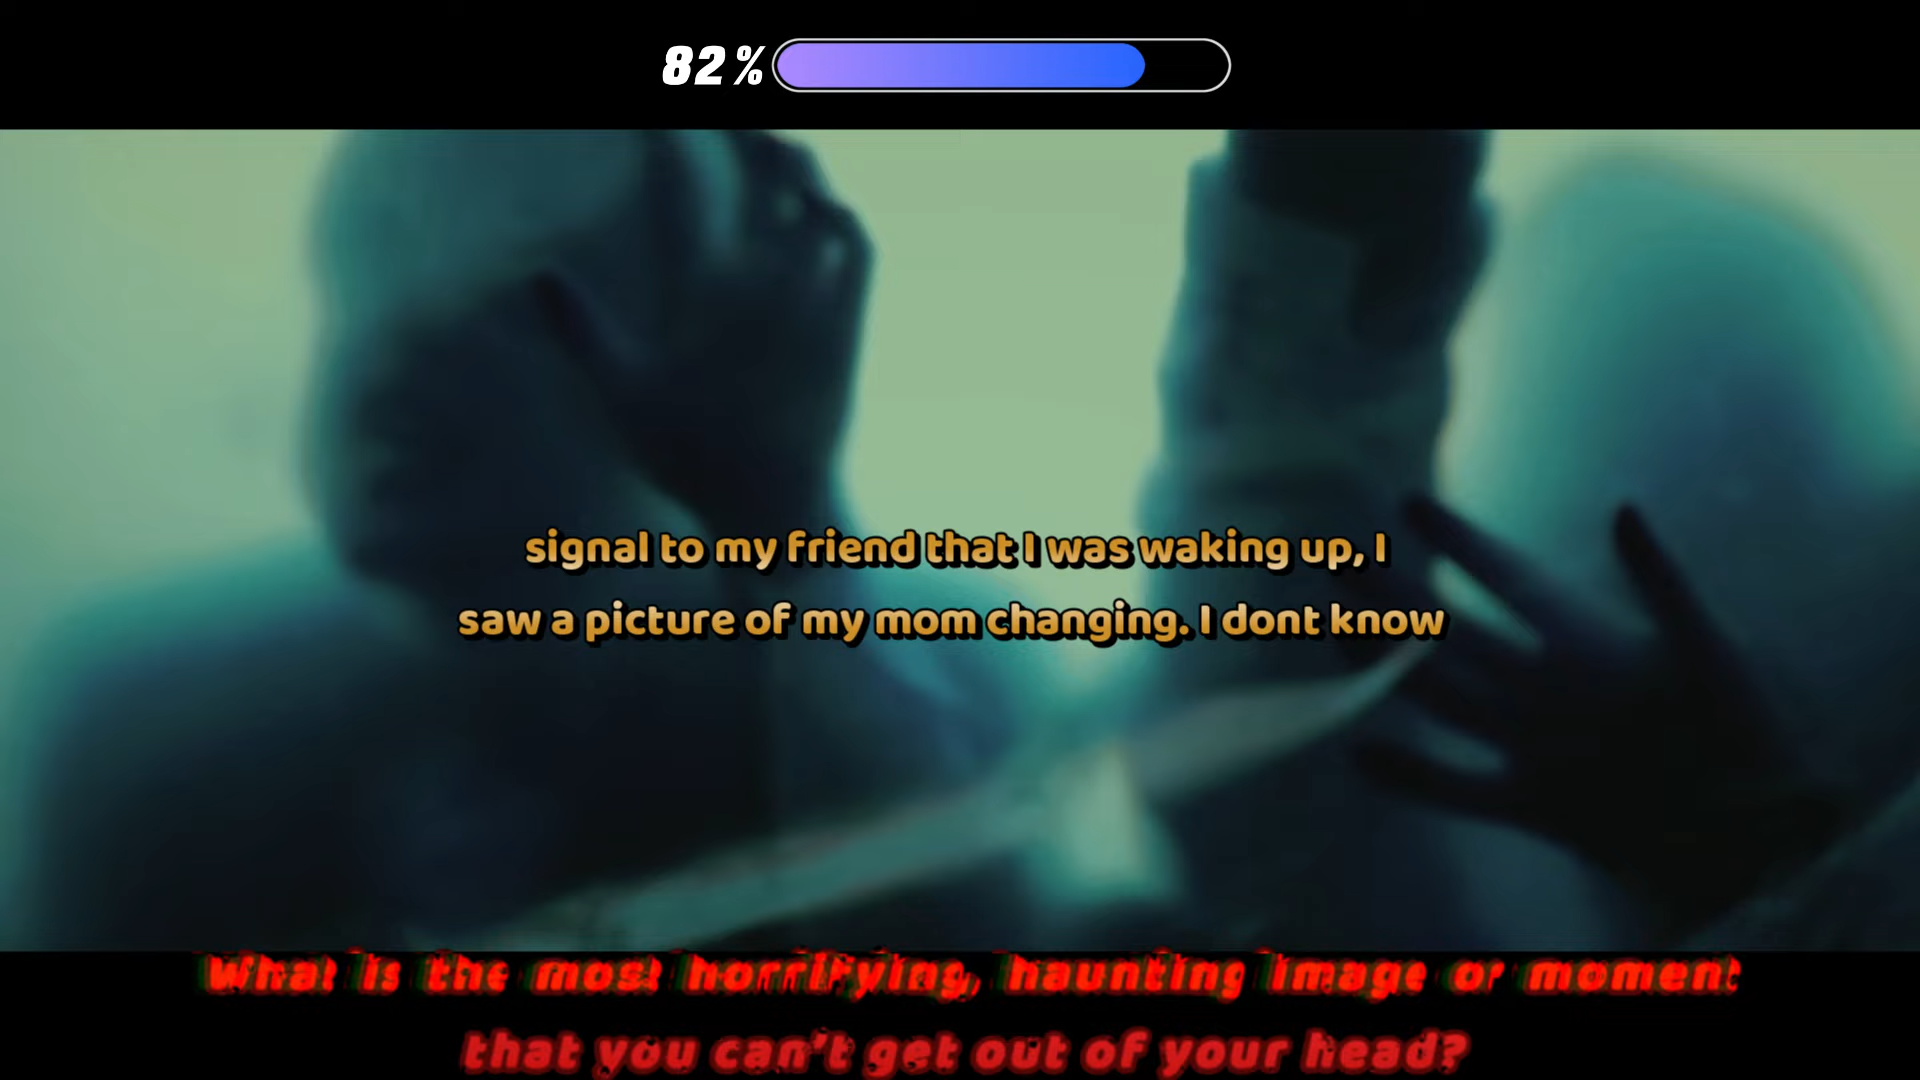 82%
signal to my friend that I was waking up, I
saw a picture of my mom changing. I dont know
What is the most horrifying, haunting image or moment
that you can't get out of your head?